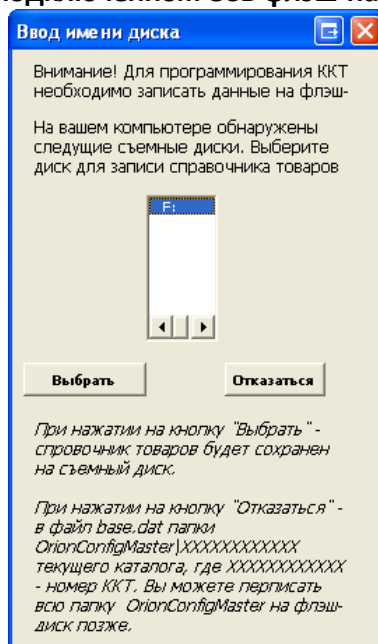 Ввод имени диска
Внимание! Для программирования ККТ
необходимо записать данные на флэш-
На вашем компьютере обнаружены
следущие съемные диски. Выберите
диск для записи справочника товаров
F:
Выбрать
Отказаться
При нажатии на кнопку "Выбрать" -
спровочник товаров будет сохранен
на съемный диск.
При нажатии на кнопку "Отказаться" -
в файл base.dat папки
OrionConfigMaster\XXXXXXXXXXXX
текущего каталога, где XXXXXXXXXXXX
- номер ККТ. Вы можете перписать
всю папку OrionConfigMaster на флэш-
диск позже.